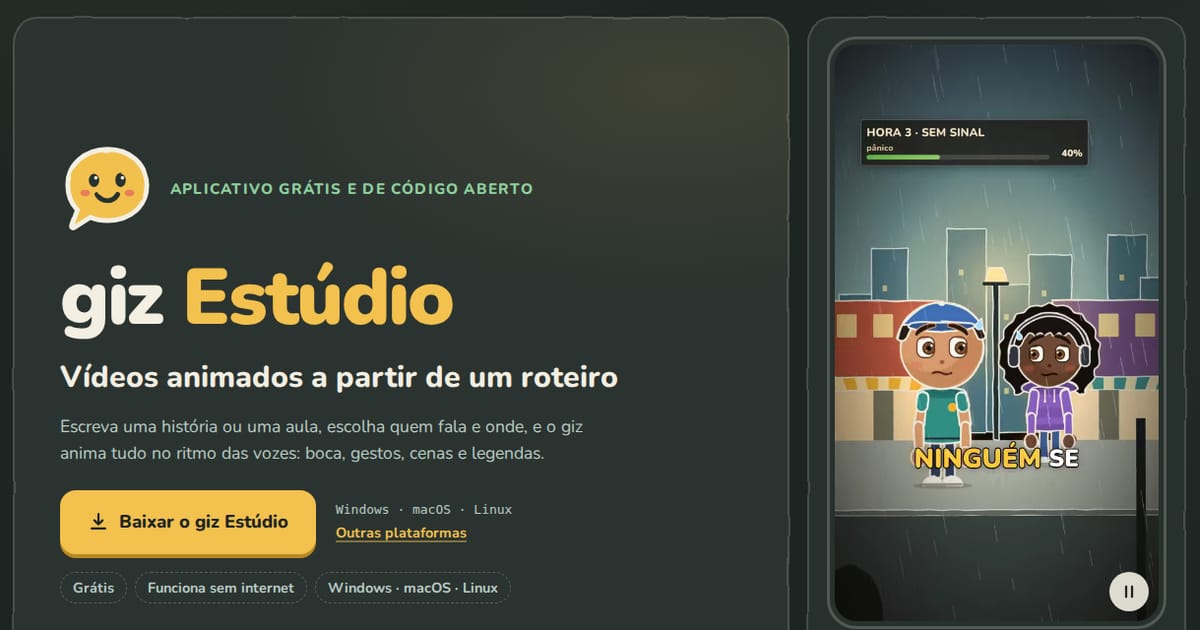 APLICATIVO GRÁTIS E DE CÓDIGO ABERTO
giz Estúdio
Vídeos animados a partir de um roteiro
Escreva uma história ou uma aula, escolha quem fala e onde, e o giz
anima tudo no ritmo das vozes: boca, gestos, cenas e legendas.
Baixar o giz Estúdio
Windows · macOS · Linux
Outras plataformas
Grátis
Funciona sem internet
Windows · macOS · Linux
HORA 3 · SEM SINAL
pânico
40%
NINGUÉM SE